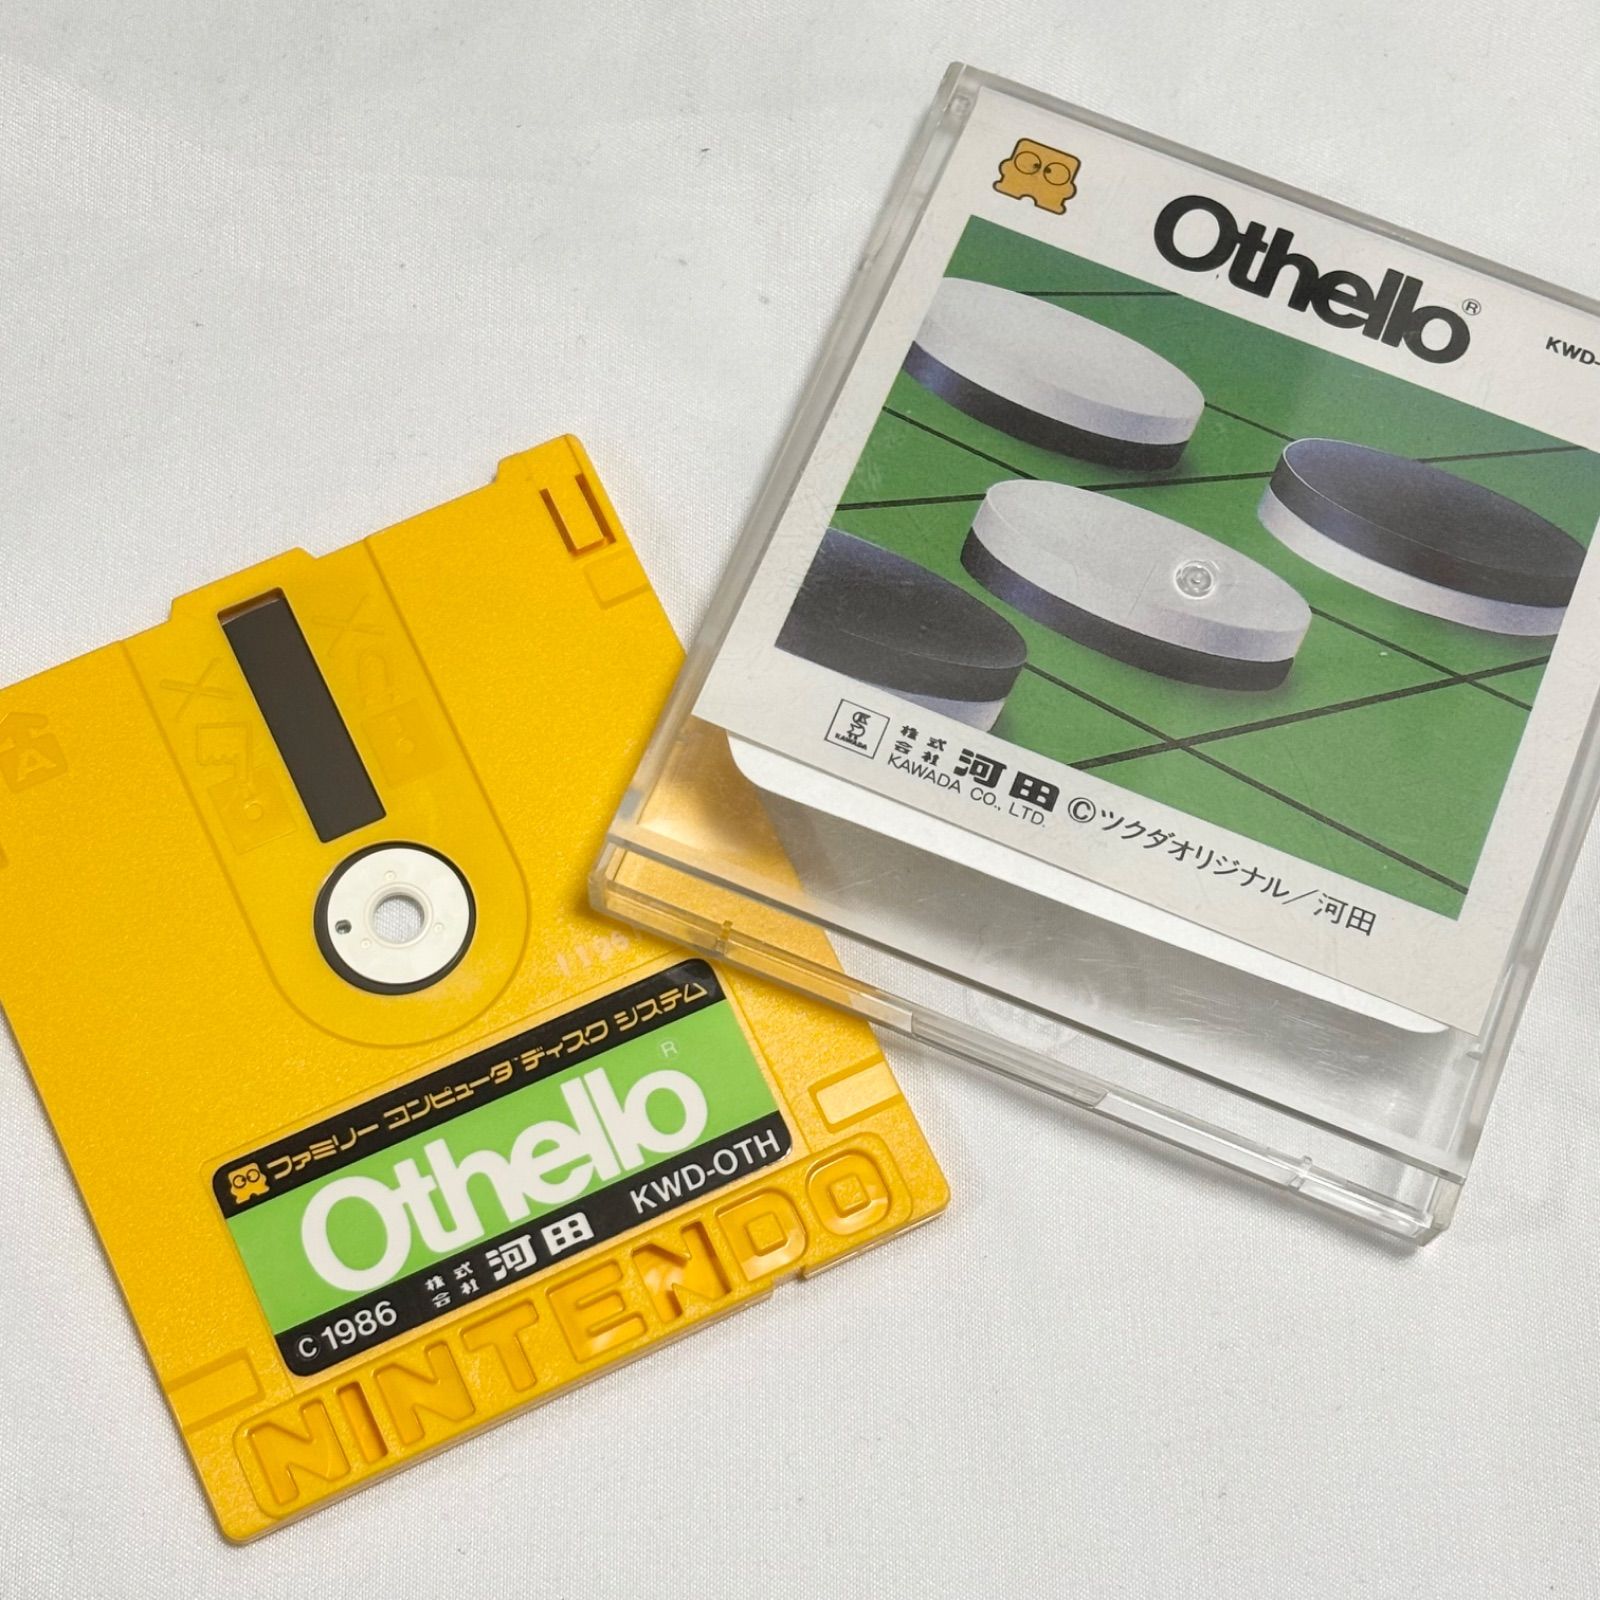 Othello®
KWD-
KAWADA
株式会社 河田
KAWADA CO., LTD.
©ツクダオリジナル/河田
A
ファミリー コンピュータ ディスク システム
Othello R
©1986
株式会社 河田
KWD-OTH
NINTENDO